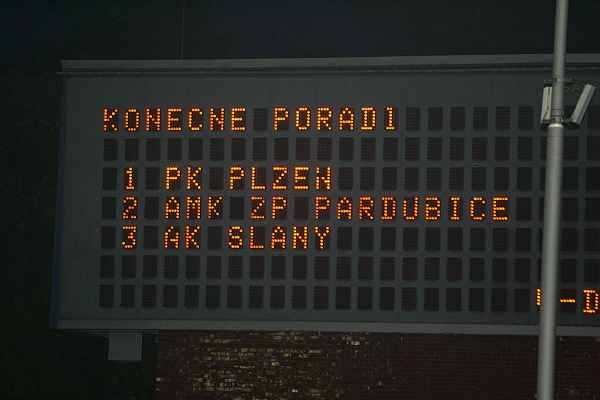 KONECNE PORADI
1 PK PLZEN
2 AMK ZP PARDUBICE
3 AK SLANY